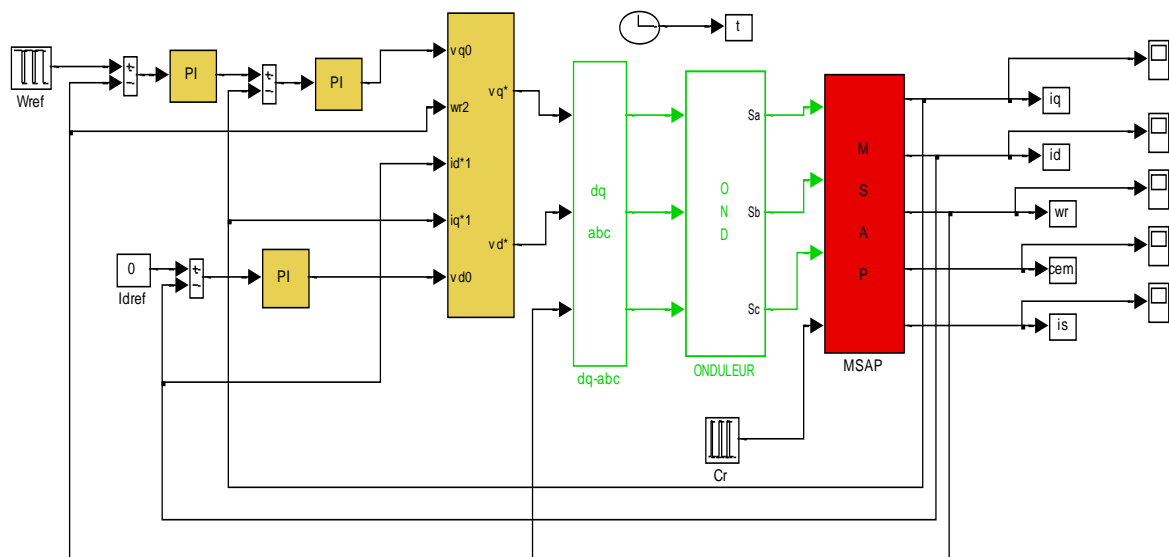 t
Wref
PI
PI
vq0
wr2
id*1
iq*1
vd0
vq*
vd*
0
Idref
PI
dq
abc
dq-abc
O
N
D
Sa
Sb
Sc
ONDULEUR
M
S
A
P
MSAP
Cr
iq
id
wr
cem
is